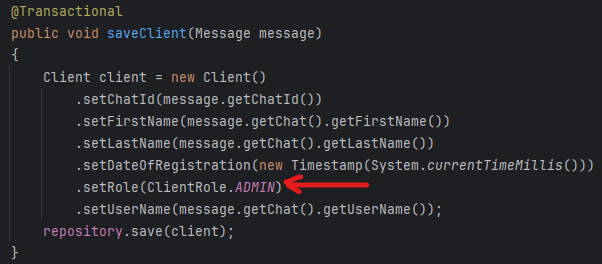 @Transactional
public void saveClient(Message message)
{
    Client client = new Client()
        .setChatId(message.getChatId())
        .setFirstName(message.getChat().getFirstName())
        .setLastName(message.getChat().getLastName())
        .setDateOfRegistration(new Timestamp(System.currentTimeMillis()))
        .setRole(ClientRole.ADMIN)
        .setUserName(message.getChat().getUserName());
    repository.save(client);
}